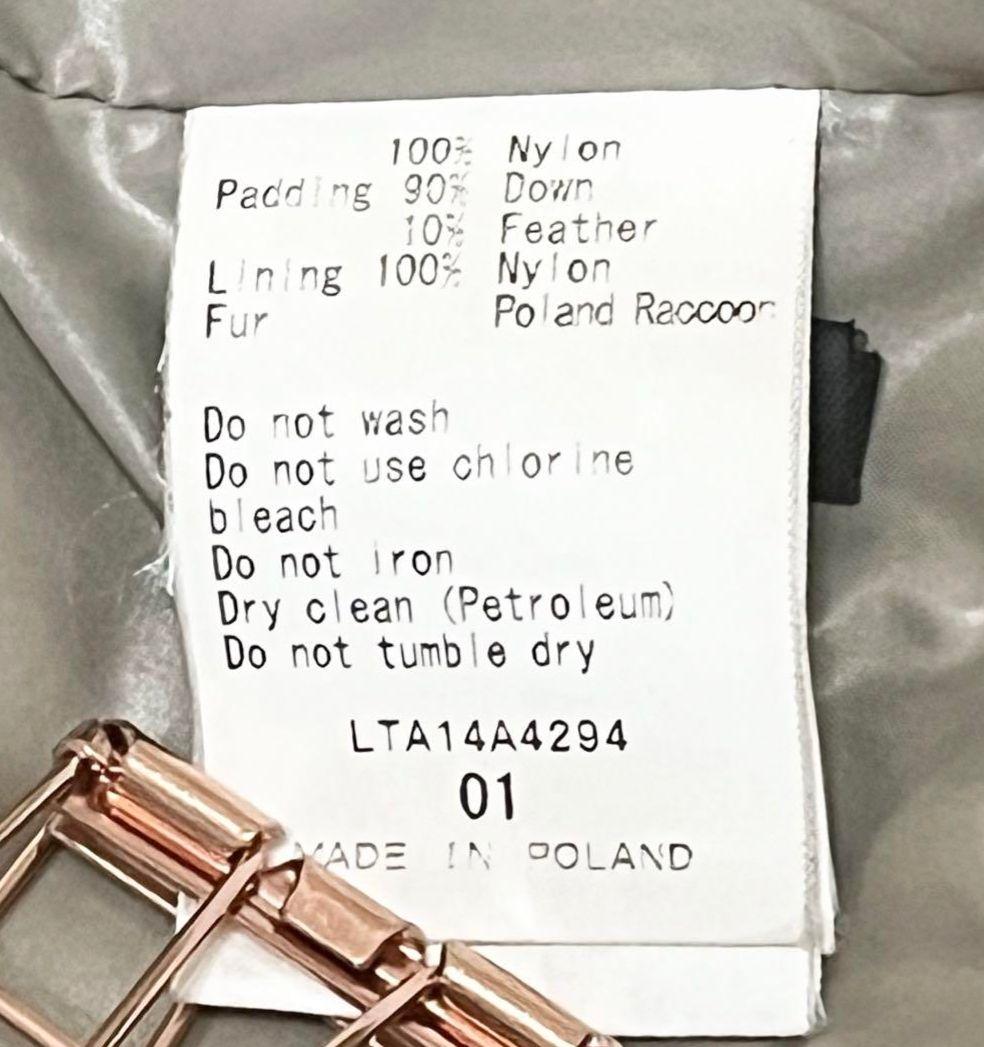 100% Nylon
Padding 90% Down
10% Feather
Lining 100% Nylon
Fur Poland Raccoon
Do not wash
Do not use chlorine
bleach
Do not iron
Dry clean (Petroleum)
Do not tumble dry
LTA14A4294
01
MADE IN POLAND